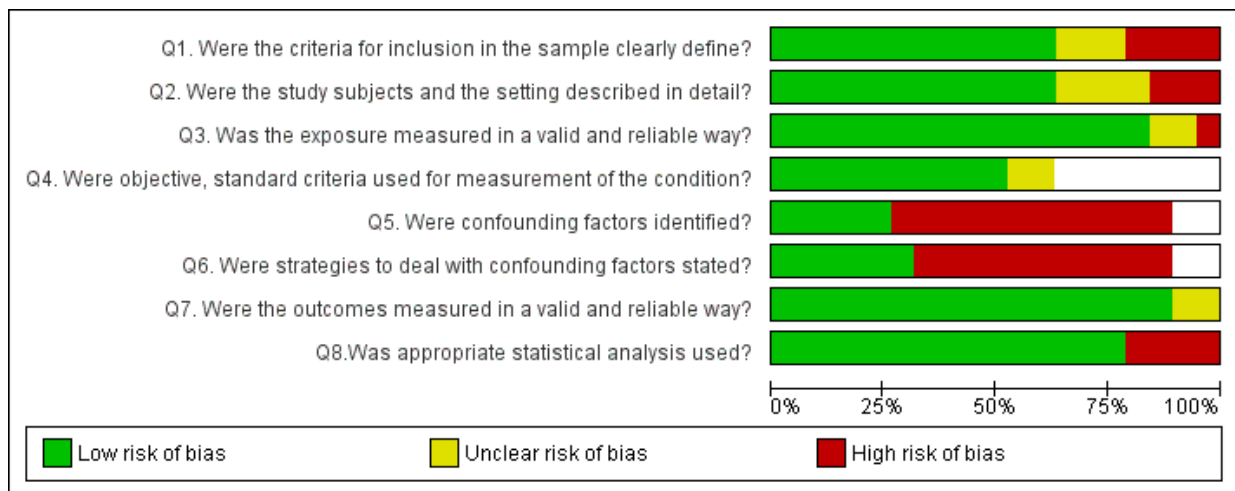 Q1. Were the criteria for inclusion in the sample clearly define?
Q2. Were the study subjects and the setting described in detail?
Q3. Was the exposure measured in a valid and reliable way?
Q4. Were objective, standard criteria used for measurement of the condition?
Q5. Were confounding factors identified?
Q6. Were strategies to deal with confounding factors stated?
Q7. Were the outcomes measured in a valid and reliable way?
Q8.Was appropriate statistical analysis used?
0% 25% 50% 75% 100%
Low risk of bias Unclear risk of bias High risk of bias